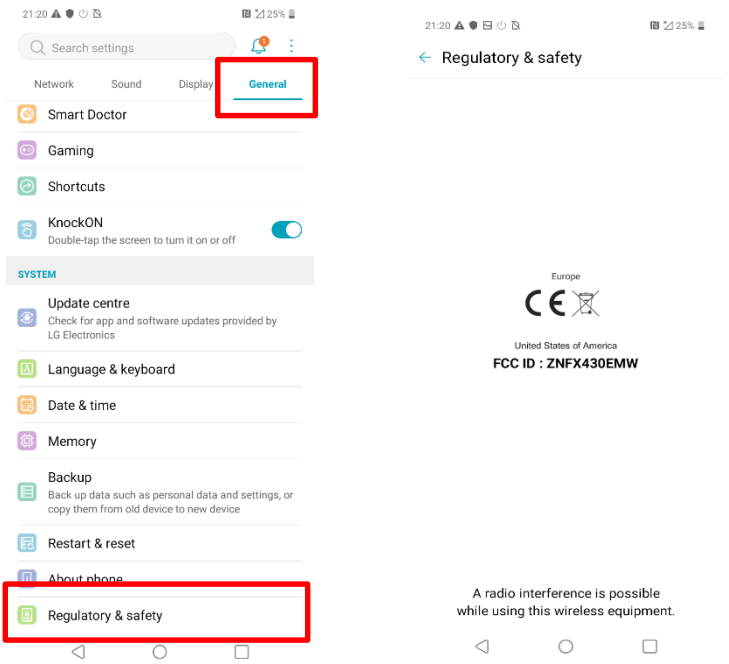 21:20
25%
Search settings
Network Sound Display General
Smart Doctor
Gaming
Shortcuts
KnockON
Double-tap the screen to turn it on or off
SYSTEM
Update centre
Check for app and software updates provided by
LG Electronics
Language & keyboard
Date & time
Memory
Backup
Back up data such as personal data and settings, or
copy them from old device to new device
Restart & reset
About phone
Regulatory & safety
21:20
25%
Regulatory & safety
Europe
CE
United States of America
FCC ID : ZNFX430EMW
A radio interference is possible
while using this wireless equipment.